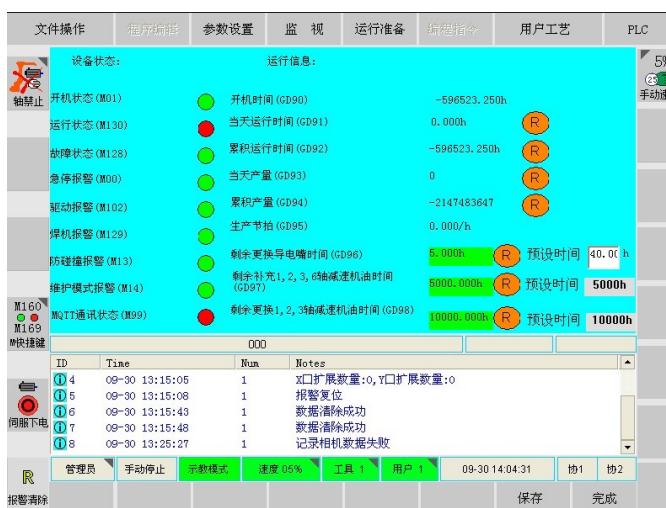 文件操作 程序编辑 参数设置 监 视 运行准备 编程指令 用户工艺 PLC
设备状态: 运行信息:
5%
轴禁止
手动速
开机状态(M01) 开机时间(GD90) -596523.250h
运行状态(M130) 当天运行时间(GD91) 0.000h R
故障状态(M128) 累积运行时间(GD92) -596523.250h R
急停报警(M00) 当天产量(GD93) 0 R
驱动报警(M102) 累积产量(GD94) -2147483647 R
焊机报警(M129) 生产节拍(GD95) 0.000/h
防碰撞报警(M13) 剩余更换导电嘴时间(GD96) 5.000h R 预设时间 40.0( h
维护模式报警(M14) 剩余补充1,2,3,6轴减速机油时间(GD97) 5000.000h R 预设时间 5000h
MQTT通讯状态(M99) 剩余更换1,2,3轴减速机油时间(GD98) 10000.000h R 预设时间 10000h
M160
M169
M快捷键
000
ID Time Num Notes
4 09-30 13:15:05 1 X口扩展数量:0,Y口扩展数量:0
5 09-30 13:15:08 1 报警复位
6 09-30 13:15:43 1 数据清除成功
7 09-30 13:15:48 1 数据清除成功
8 09-30 13:25:27 1 记录相机数据失败
伺服下电
管理员 手动停止 示教模式 速度 05% 工具 1 用户 1 09-30 14:04:31 协1 协2
R
报警清除
保存 完成